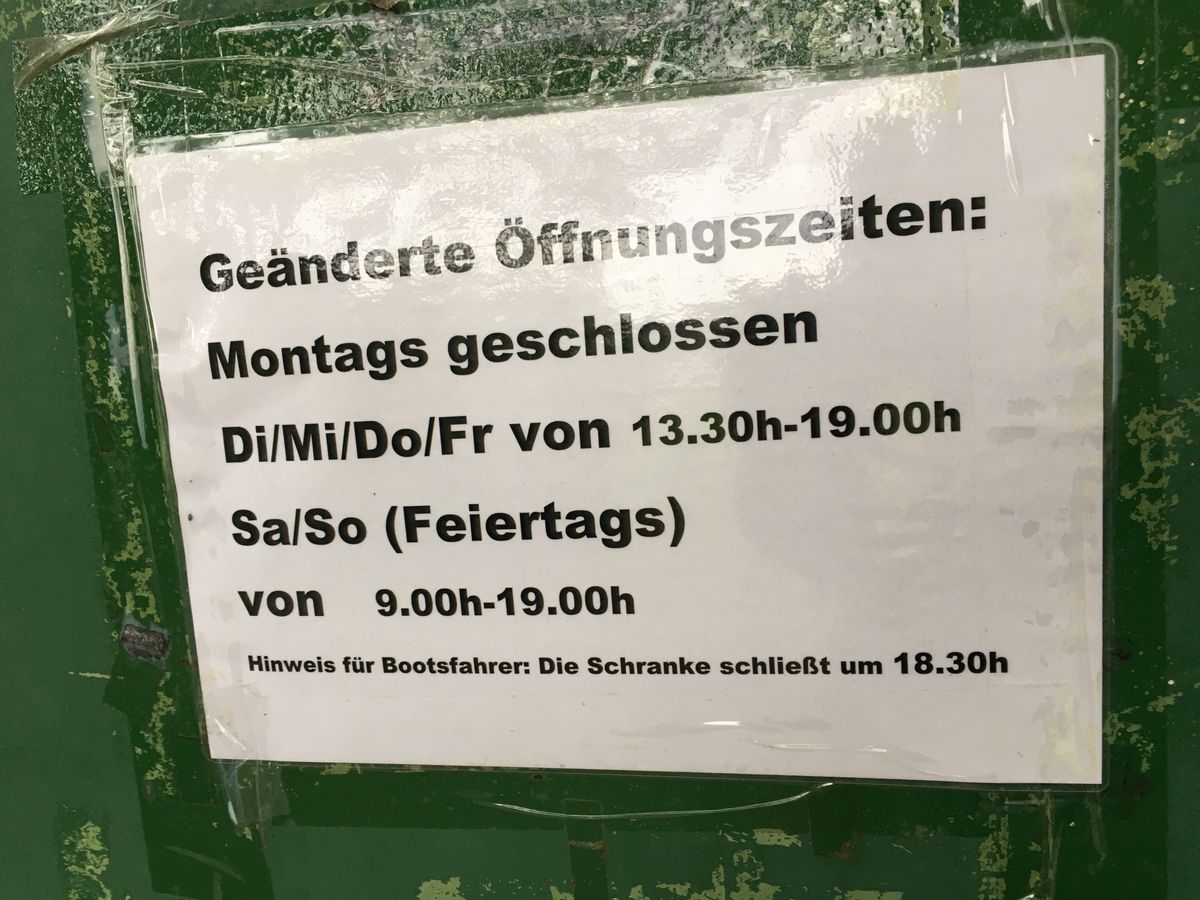 Geänderte Öffnungszeiten:
Montags geschlossen
Di/Mi/Do/Fr von 13.30h-19.00h
Sa/So (Feiertags)
von 9.00h-19.00h
Hinweis für Bootsfahrer: Die Schranke schließt um 18.30h